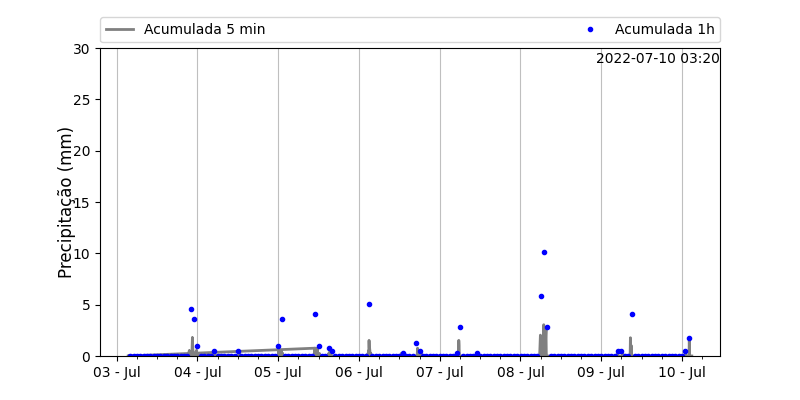 Acumulada 5 min
Acumulada 1h
2022-07-10 03:20
Precipitação (mm)
30
25
20
15
10
5
0
03 - Jul 04 - Jul 05 - Jul 06 - Jul 07 - Jul 08 - Jul 09 - Jul 10 - Jul